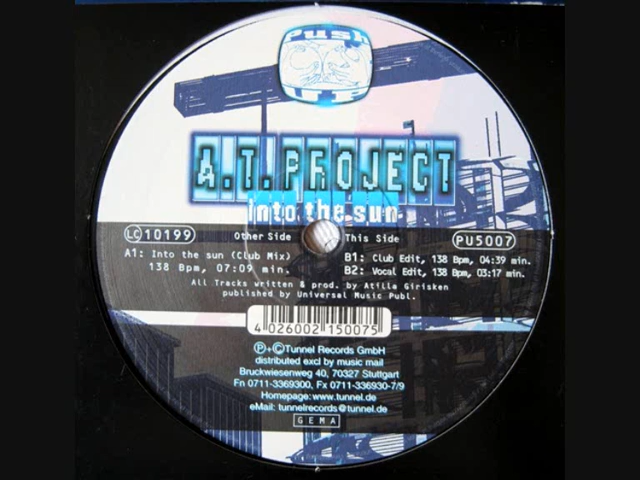 Push
UP
A.T. PROJECT
into the sun
LC 10199
Other Side
This Side
PU5007
A1: Into the sun (Club Mix)
138 Bpm, 07:09 min.
B1: Club Edit, 138 Bpm, 04:39 min.
B2: Vocal Edit, 138 Bpm, 03:17 min.
All Tracks written & prod. by Atilla Girisken
published by Universal Music Publ.
4 026002 150075
℗+©Tunnel Records GmbH
distributed excl by music mail
Bruckwiesenweg 40, 70327 Stuttgart
Fn 0711-3369300, Fx 0711-336930-7/9
Homepage: www.tunnel.de
eMail: tunnelrecords@tunnel.de
GEMA